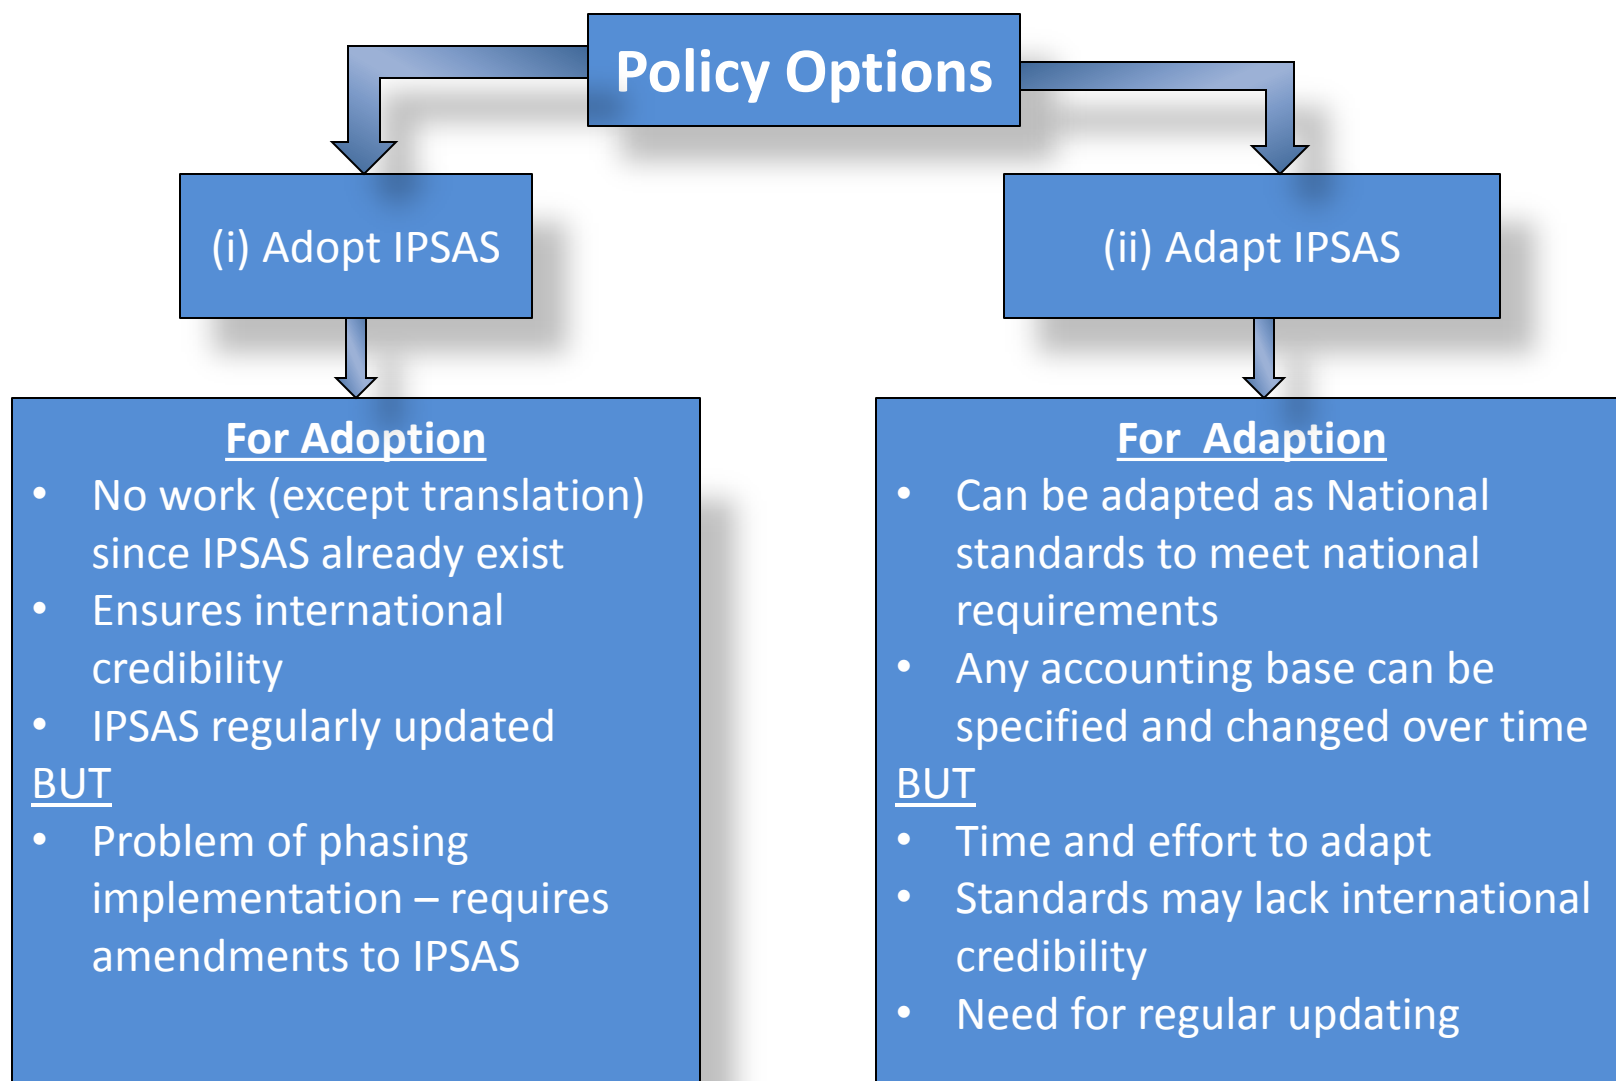 Policy Options
(i) Adopt IPSAS
(ii) Adapt IPSAS
For Adoption
• No work (except translation)
since IPSAS already exist
• Ensures international
credibility
• IPSAS regularly updated
BUT
• Problem of phasing
implementation – requires
amendments to IPSAS
For Adaption
• Can be adapted as National
standards to meet national
requirements
• Any accounting base can be
specified and changed over time
BUT
• Time and effort to adapt
• Standards may lack international
credibility
• Need for regular updating